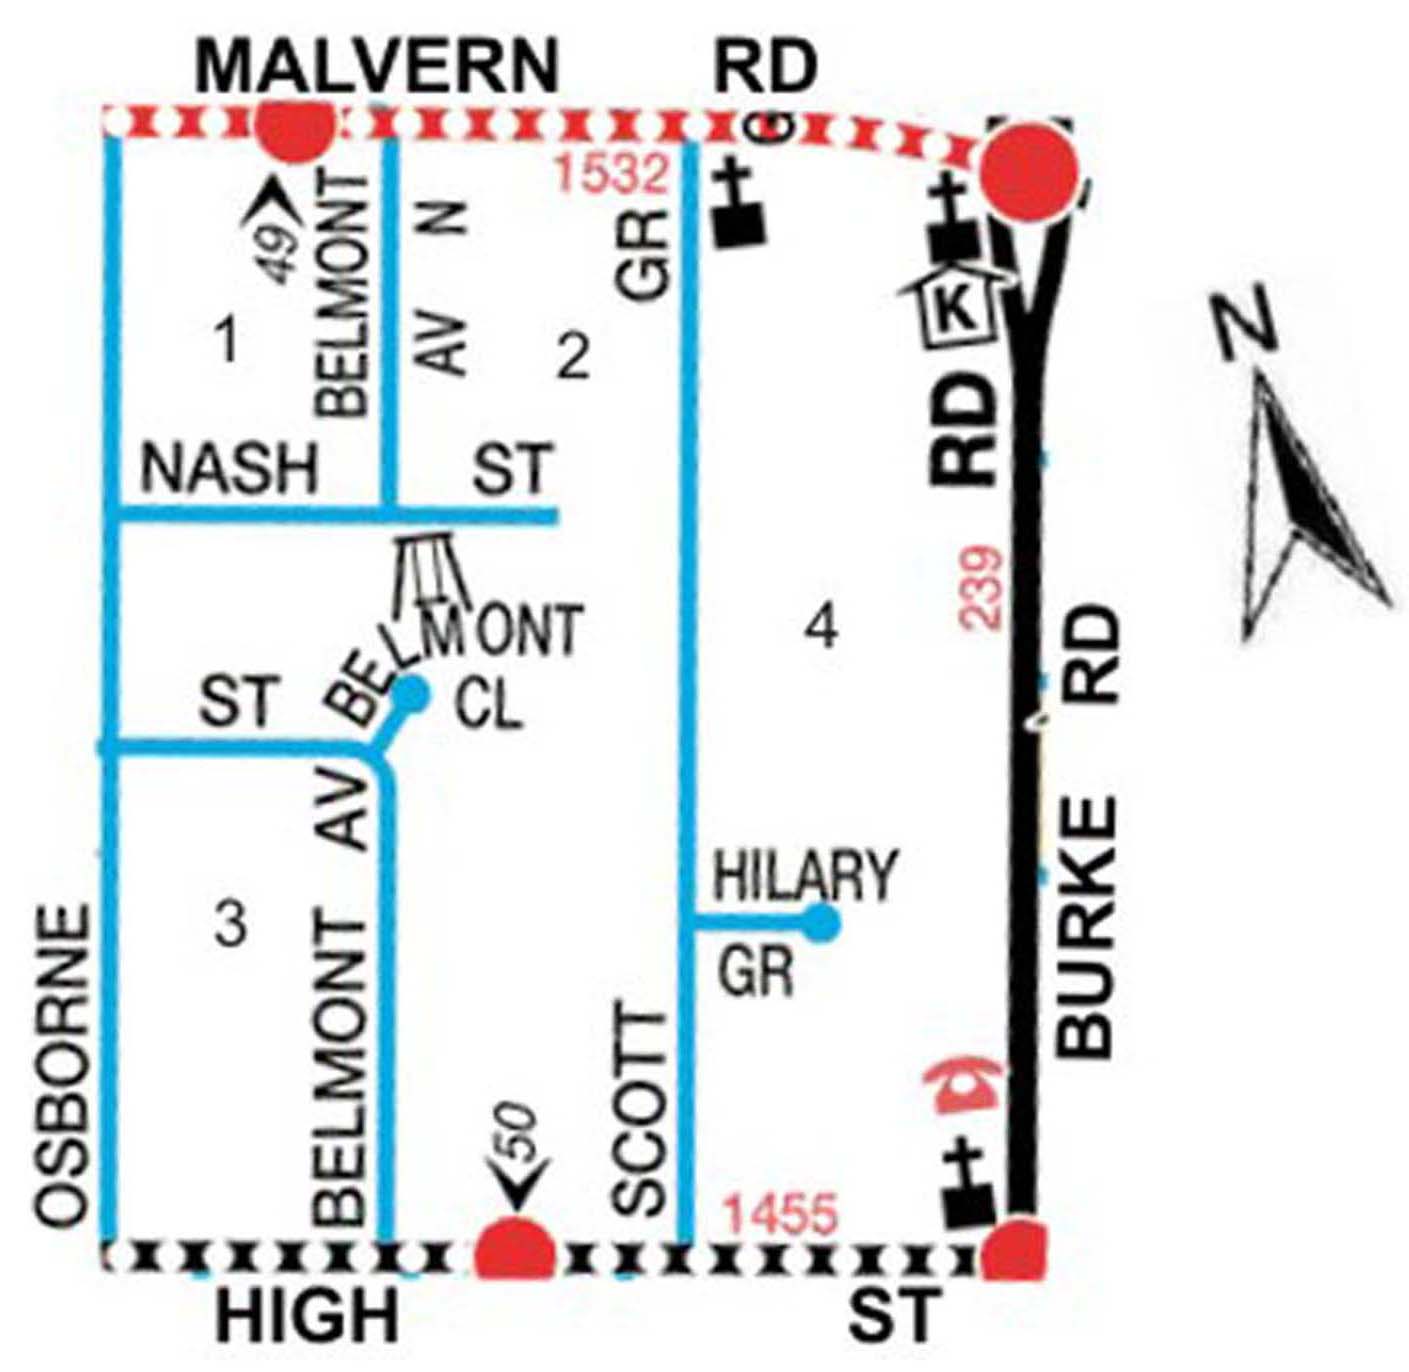 MALVERN RD
1532
49
BELMONT
AV N
GR
1
2
K
N
NASH ST
RD
239
BELMONT
CL
ST
4
RD
BELMONT AV
HILARY
GR
3
OSBORNE
SCOTT
BURKE
50
1455
HIGH ST